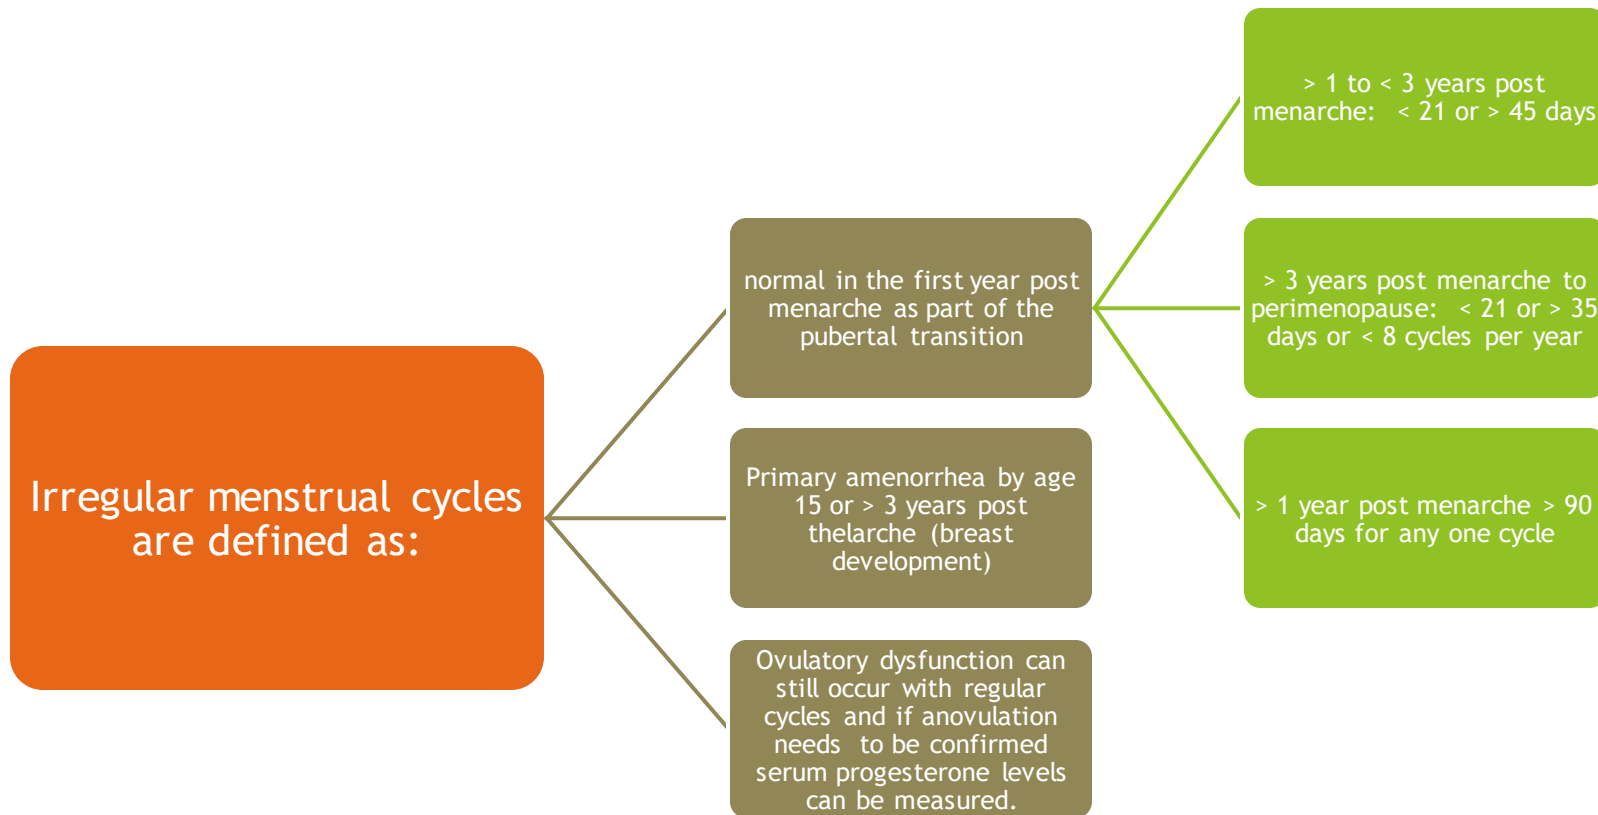 Irregular menstrual cycles
are defined as:
normal in the first year post
menarche as part of the
pubertal transition
> 1 to < 3 years post
menarche: < 21 or > 45 days
> 3 years post menarche to
perimenopause: < 21 or > 35
days or < 8 cycles per year
> 1 year post menarche > 90
days for any one cycle
Primary amenorrhea by age
15 or > 3 years post
thelarche (breast
development)
Ovulatory dysfunction can
still occur with regular
cycles and if anovulation
needs to be confirmed
serum progesterone levels
can be measured.